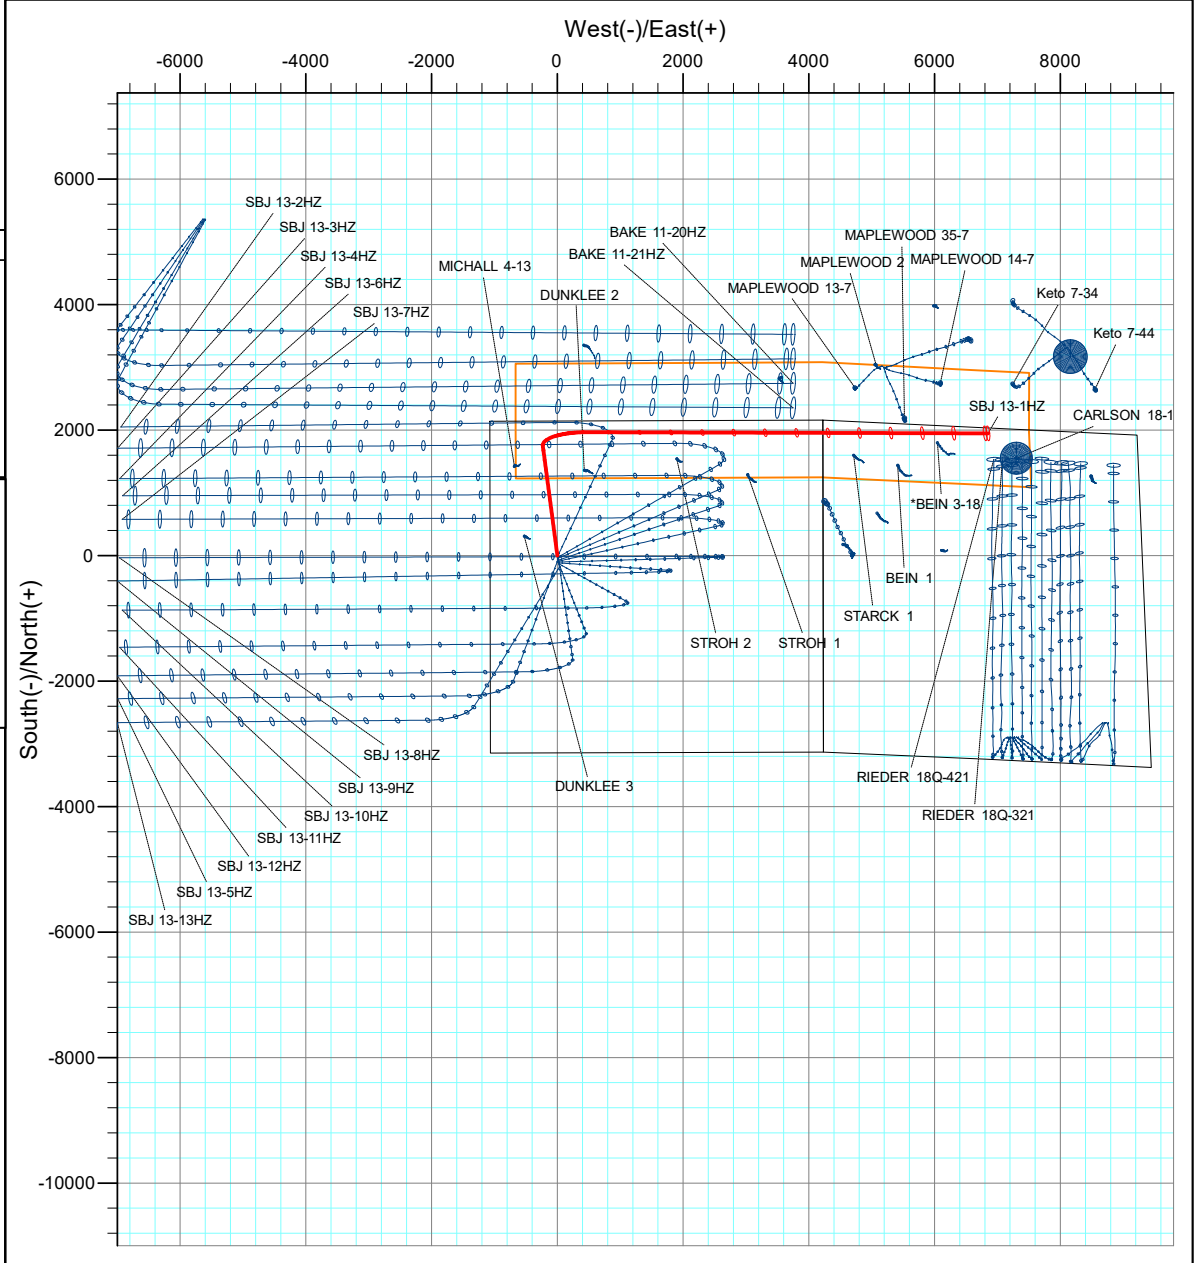 West(-)/East(+)
-6000 -4000 -2000 0 2000 4000 6000 8000
6000
SBJ 13-2HZ
SBJ 13-3HZ
BAKE 11-20HZ
MAPLEWOOD 35-7
SBJ 13-4HZ
BAKE 11-21HZ
MAPLEWOOD 2
MAPLEWOOD 14-7
MICHALL 4-13
SBJ 13-6HZ
MAPLEWOOD 13-7
DUNKLEE 2
Keto 7-34
4000
SBJ 13-7HZ
Keto 7-44
SBJ 13-1HZ
CARLSON 18-1
2000
*BEIN 3-18
0
BEIN 1
STARCK 1
STROH 2
STROH 1
South(-)/North(+)
-2000
SBJ 13-8HZ
RIEDER 18Q-421
DUNKLEE 3
SBJ 13-9HZ
-4000
SBJ 13-10HZ
RIEDER 18Q-321
SBJ 13-11HZ
SBJ 13-12HZ
SBJ 13-5HZ
SBJ 13-13HZ
-6000
-8000
-10000